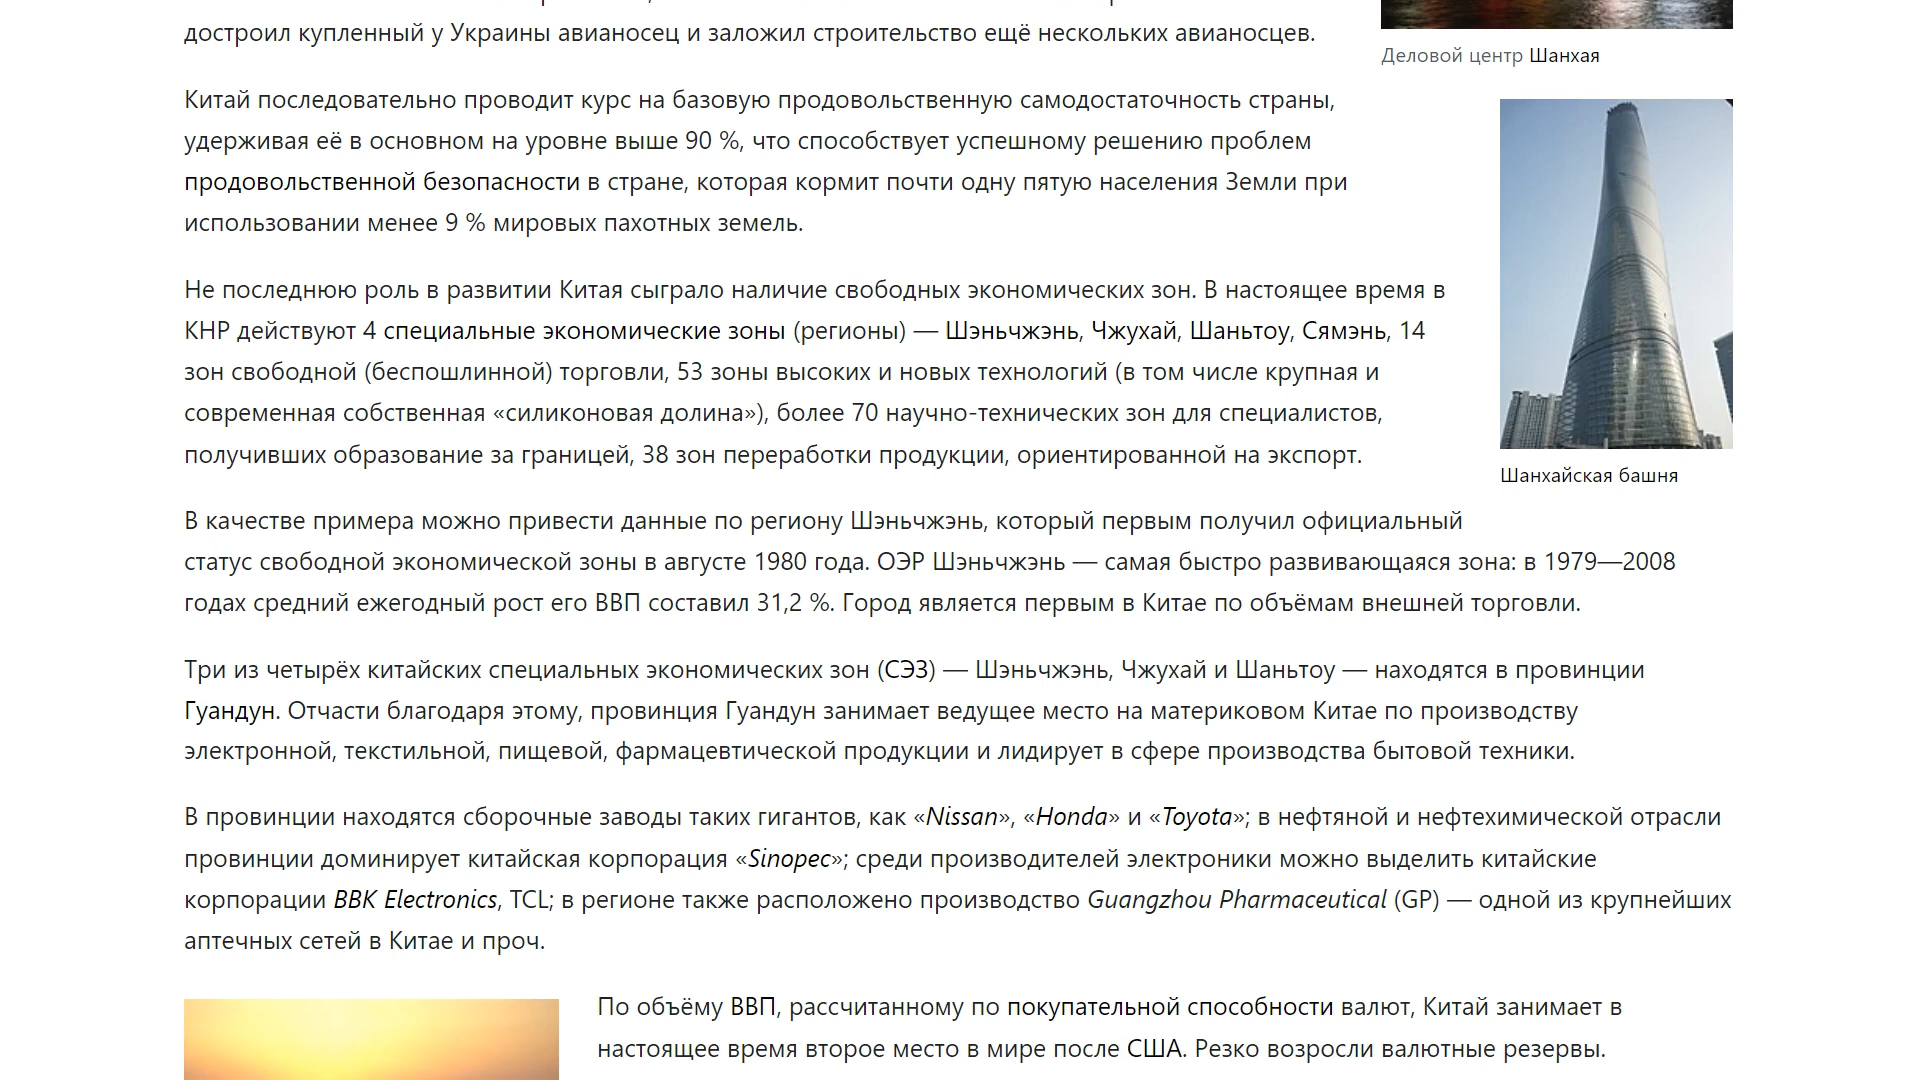 достроил купленный у Украины авианосец и заложил строительство ещё нескольких авианосцев.
Деловой центр Шанхая
Китай последовательно проводит курс на базовую продовольственную самодостаточность страны,
удерживая её в основном на уровне выше 90 %, что способствует успешному решению проблем
продовольственной безопасности в стране, которая кормит почти одну пятую населения Земли при
использовании менее 9 % мировых пахотных земель.
Не последнюю роль в развитии Китая сыграло наличие свободных экономических зон. В настоящее время в
КНР действуют 4 специальные экономические зоны (регионы) — Шэньчжэнь, Чжухай, Шаньтоу, Сямэнь, 14
зон свободной (беспошлинной) торговли, 53 зоны высоких и новых технологий (в том числе крупная и
современная собственная «силиконовая долина»), более 70 научно-технических зон для специалистов,
получивших образование за границей, 38 зон переработки продукции, ориентированной на экспорт.
Шанхайская башня
В качестве примера можно привести данные по региону Шэньчжэнь, который первым получил официальный
статус свободной экономической зоны в августе 1980 года. ОЭР Шэньчжэнь — самая быстро развивающаяся зона: в 1979—2008
годах средний ежегодный рост его ВВП составил 31,2 %. Город является первым в Китае по объёмам внешней торговли.
Три из четырёх китайских специальных экономических зон (СЭЗ) — Шэньчжэнь, Чжухай и Шаньтоу — находятся в провинции
Гуандун. Отчасти благодаря этому, провинция Гуандун занимает ведущее место на материковом Китае по производству
электронной, текстильной, пищевой, фармацевтической продукции и лидирует в сфере производства бытовой техники.
В провинции находятся сборочные заводы таких гигантов, как «Nissan», «Honda» и «Toyota»; в нефтяной и нефтехимической отрасли
провинции доминирует китайская корпорация «Sinopec»; среди производителей электроники можно выделить китайские
корпорации BBK Electronics, TCL; в регионе также расположено производство Guangzhou Pharmaceutical (GP) — одной из крупнейших
аптечных сетей в Китае и проч.
По объёму ВВП, рассчитанному по покупательной способности валют, Китай занимает в
настоящее время второе место в мире после США. Резко возросли валютные резервы.